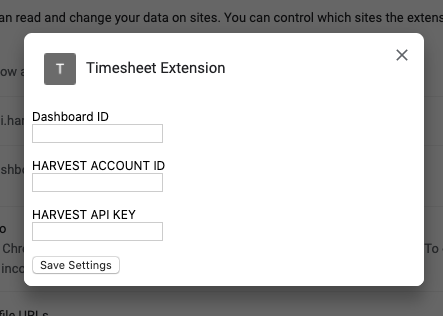 an read and change your data on sites. You can control which sites the extens
T Timesheet Extension
ow a
Dashboard ID
i.har
HARVEST ACCOUNT ID
shbo
HARVEST API KEY
o
Chro
To
inco
Save Settings
file URLs